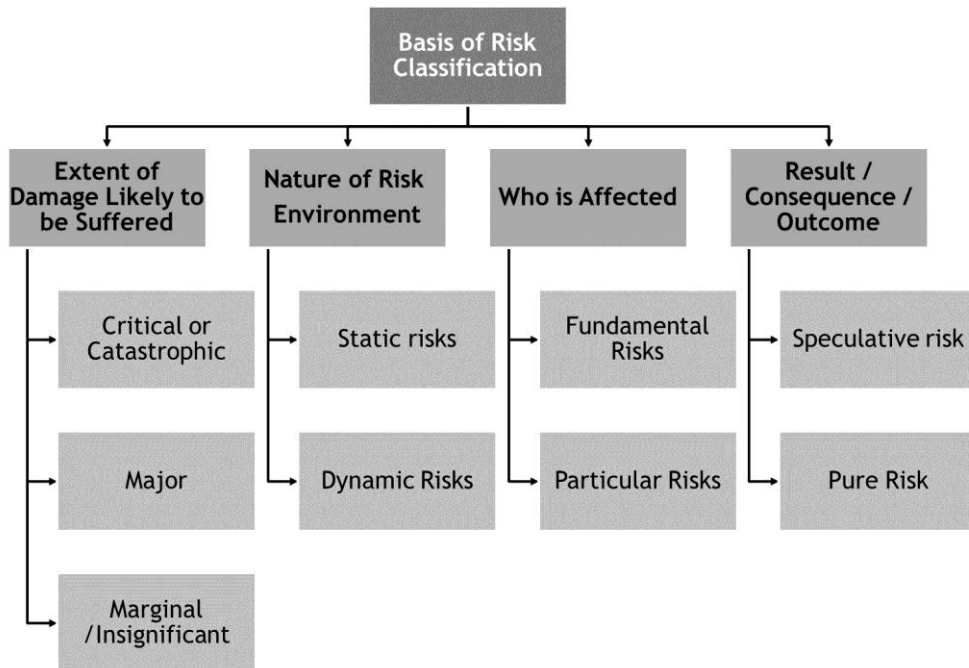 Basis of Risk
Classification
Extent of
Damage Likely to
be Suffered
Nature of Risk
Environment
Who is Affected
Result /
Consequence /
Outcome
Critical or
Catastrophic
Static risks
Fundamental
Risks
Speculative risk
Major
Dynamic Risks
Particular Risks
Pure Risk
Marginal
/Insignificant